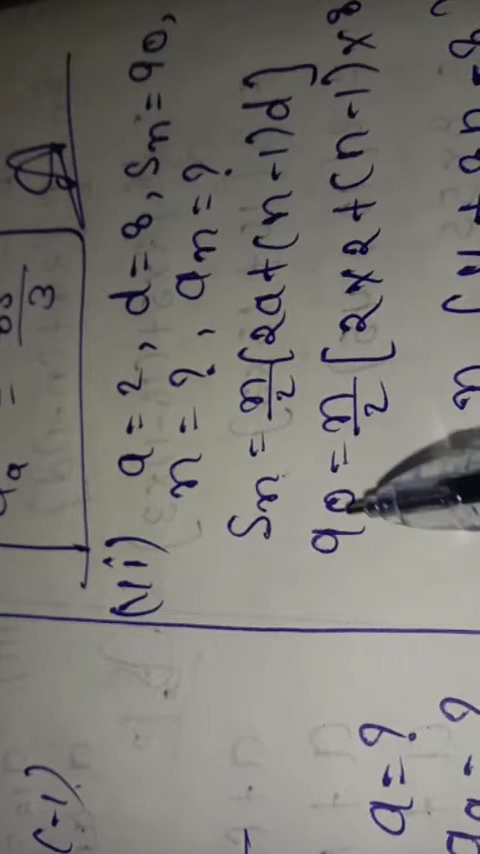 (vii) a = 2, d = 8, Sn = 90,
n = ?, an = ?
Sn = n/2 [2a + (n - 1) d]
90 = n/2 [2 x 2 + (n - 1) x 8
a = ?
(-1)